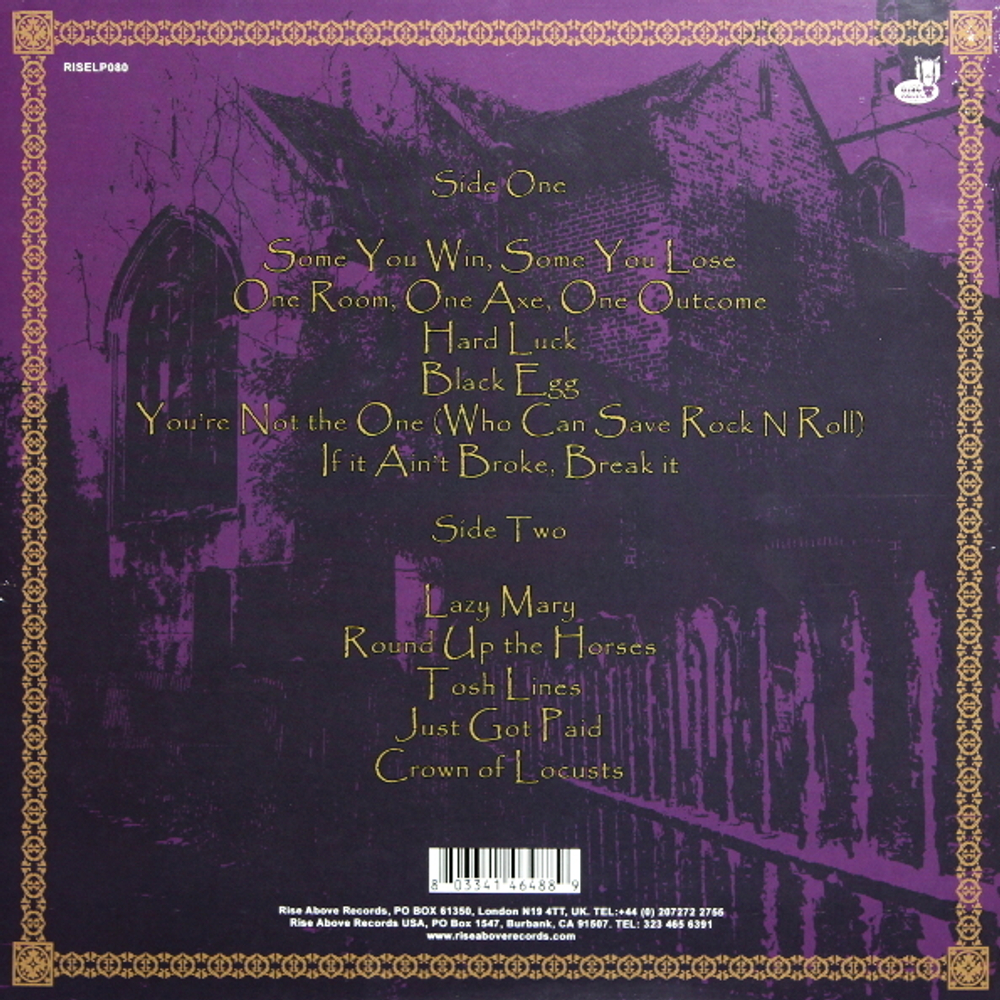 RISELP080
Side One
Some You Win, Some You Lose
One Room, One Axe, One Outcome
Hard Luck
Black Egg
You're Not the One (Who Can Save Rock N Roll)
If it Ain't Broke, Break it
Side Two
Lazy Mary
Round Up the Horses
Tosh Lines
Just Got Paid
Crown of Locusts
8 03341 46488 9
Rise Above Records, PO BOX 61350, London N19 4TT, UK. TEL:+44 (0) 207272 2755
Rise Above Records USA, PO Box 1547, Burbank, CA 91507. TEL: 323 465 6391
www.riseaboverecords.com